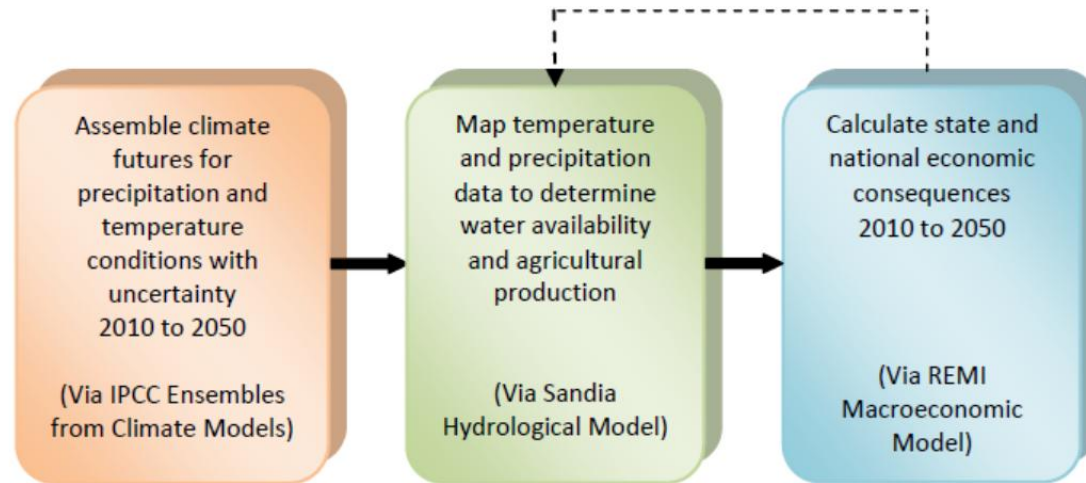 Assemble climate
futures for
precipitation and
temperature
conditions with
uncertainty
2010 to 2050
(Via IPCC Ensembles
from Climate Models)
Map temperature
and precipitation
data to determine
water availability
and agricultural
production
(Via Sandia
Hydrological Model)
Calculate state and
national economic
consequences
2010 to 2050
(Via REMI
Macroeconomic
Model)